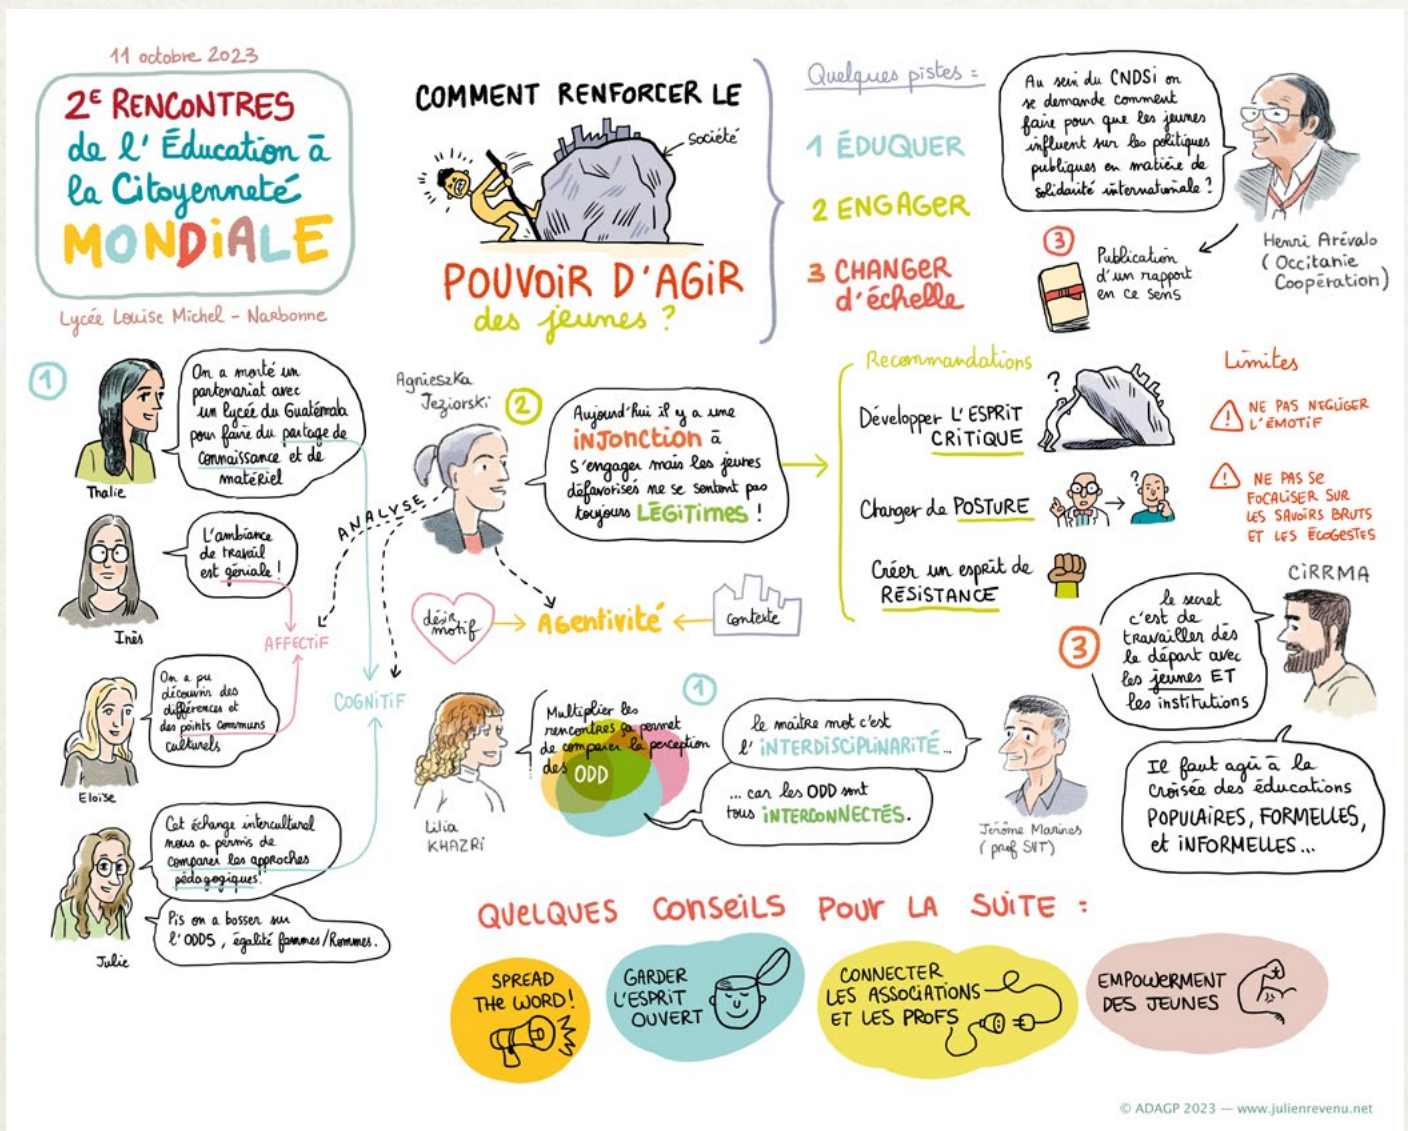 11 octobre 2023
2E RENCONTRES
de l'Éducation à
la Citoyenneté
MONDIALE
Lycée Louise Michel - Narbonne
COMMENT RENFORCER LE
Société
POUVOIR D'AGIR
des jeunes ?
Quelques pistes :
1 ÉDUQUER
2 ENGAGER
3 CHANGER
d'échelle
Au sein du CNDSi on
se demande comment
faire pour que les jeunes
influent sur les politiques
publiques en matière de
solidarité internationale ?
Henri Arévalo
(Occitanie
Coopération)
3
Publication
d'un rapport
en ce sens
1
On a monté un
partenariat avec
un lycée du Guatémala
pour faire du partage de
connaissance et de
matériel
Thalie
L'ambiance
de travail
est géniale !
Inès
AFFECTIF
On a pu
découvrir des
différences et
des points communs
culturels
Eloïse
COGNITIF
Cet échange interculturel
nous a permis de
comparer les approches
pédagogiques !
Pis on a bosser sur
l'ODD5, égalité femmes/Hommes.
Julie
Agnieszka
Jeziorski
2
Aujourd'hui il y a une
INJONCTION à
s'engager mais les jeunes
défavorisés ne se sentent pas
toujours LÉGITIMES !
ANALYSE
désir,
motif
AGentivité
contexte
Recommandations
Développer L'ESPRIT
CRITIQUE
?
Changer de POSTURE
?
Créer un esprit de
RÉSISTANCE
Limites
! NE PAS NÉGLIGER
L'ÉMOTIF
! NE PAS SE
FOCALISER SUR
LES SAVOIRS BRUTS
ET LES ÉCOGESTES
CIRRMA
3
le secret
c'est de
travailler dès
le départ avec
les jeunes ET
les institutions
Il faut agir à la
croisée des éducations
POPULAIRES, FORMELLES,
et INFORMELLES...
Lilia
KHAZRI
Multiplier les
rencontres ça permet
de comparer la perception
des ODD
1
le maître mot c'est
l'INTERDISCIPLINARITÉ...
... car les ODD sont
tous INTERCONNECTÉS.
Jérôme Marines
(prof SVT)
QUELQUES CONSEILS POUR LA SUITE :
SPREAD
THE WORD!
GARDER
L'ESPRIT
OUVERT
CONNECTER
LES ASSOCIATIONS
ET LES PROFS
EMPOWERMENT
DES JEUNES
© ADAGP 2023 — www.julienrevenu.net